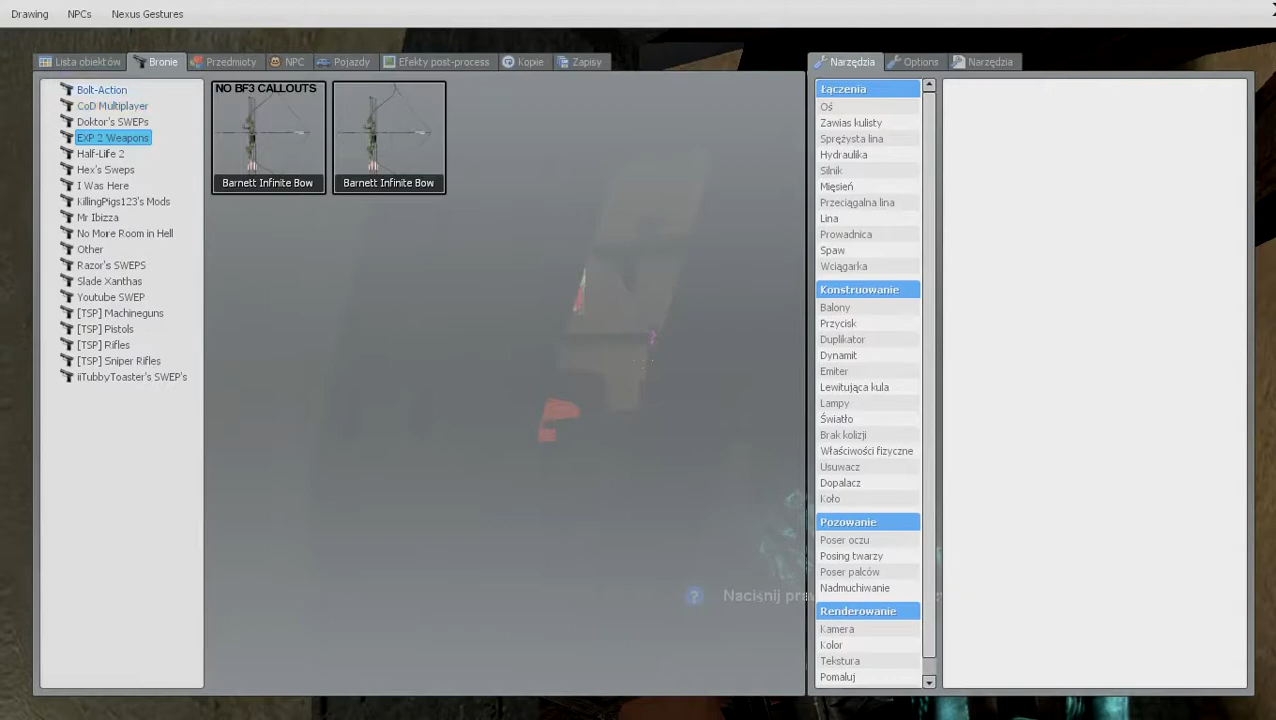 Drawing NPCs Nexus Gestures
Lista obiektów Bronie Przedmioty NPC Pojazdy Efekty post-process Kopie Zapisy
Bolt-Action
CoD Multiplayer
Doktor's SWEPs
EXP 2 Weapons
Half-Life 2
Hex's Sweps
I Was Here
KillingPigs123's Mods
Mr Ibizza
No More Room in Hell
Other
Razor's SWEPS
Slade Xanthas
Youtube SWEP
[TSP] Machineguns
[TSP] Pistols
[TSP] Rifles
[TSP] Sniper Rifles
iiTubbyToaster's SWEP's
NO BF3 CALLOUTS
Barnett Infinite Bow
Barnett Infinite Bow
? Naciśnij
Narzędzia Options Narzędzia
Łączenia
Oś
Zawias kulisty
Sprężysta lina
Hydraulika
Silnik
Mięsień
Przeciągalna lina
Lina
Prowadnica
Spaw
Wciągarka
Konstruowanie
Balony
Przycisk
Duplikator
Dynamit
Emiter
Lewitująca kula
Lampy
Światło
Brak kolizji
Właściwości fizyczne
Usuwacz
Dopalacz
Koło
Pozowanie
Poser oczu
Posing twarzy
Poser palców
Nadmuchiwanie
Renderowanie
Kamera
Kolor
Tekstura
Pomaluj